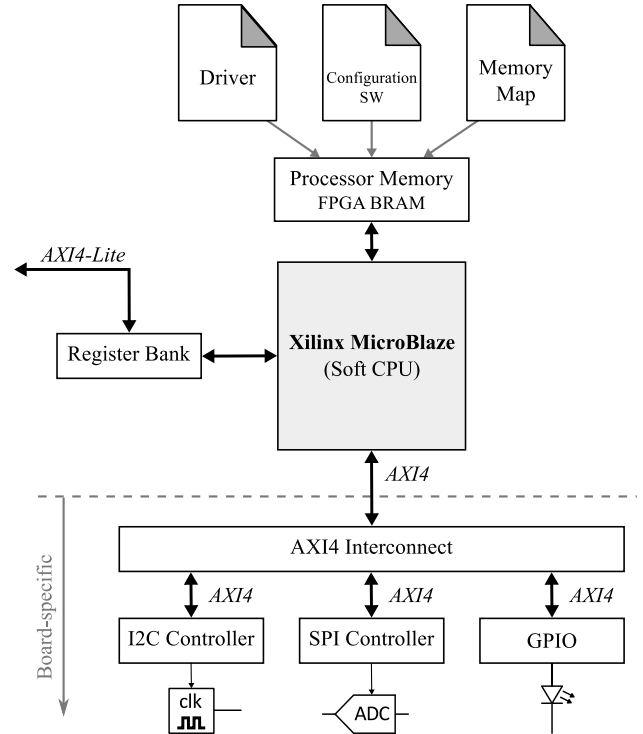 Driver
Configuration
SW
Memory
Map
Processor Memory
FPGA BRAM
AXI4-Lite
Register Bank
Xilinx MicroBlaze
(Soft CPU)
AXI4
Board-specific
AXI4 Interconnect
AXI4
AXI4
AXI4
I2C Controller
SPI Controller
GPIO
clk
ADC